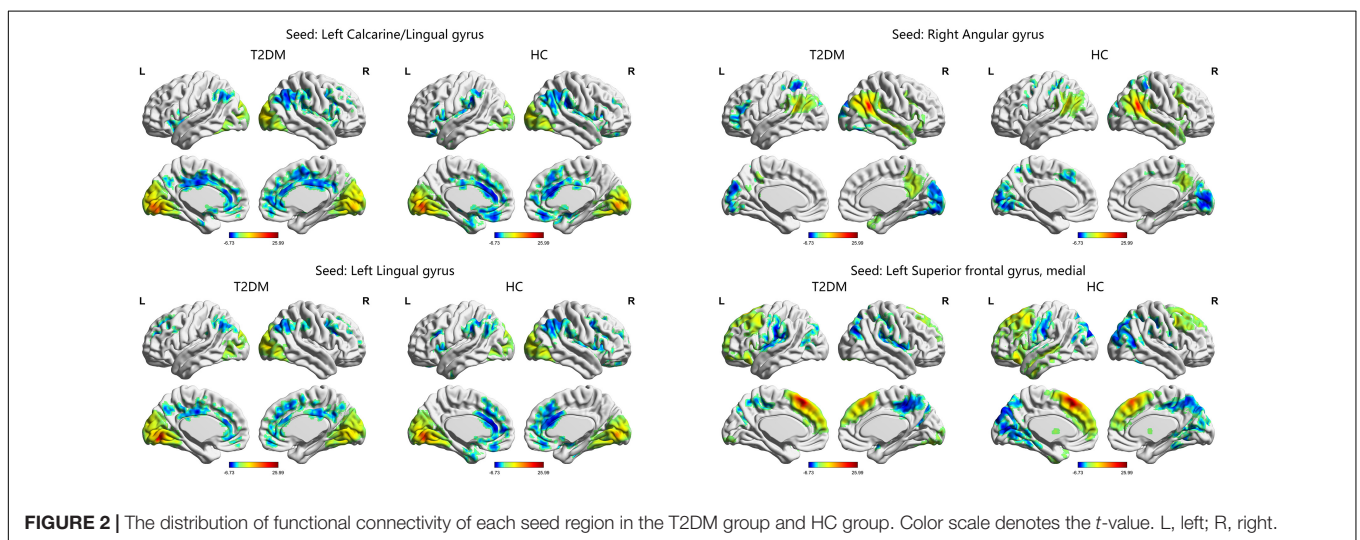 Seed: Left Calcarine/Lingual gyrus
T2DM
HC
L
R
-6.73
25.99
-6.73
25.99
Seed: Right Angular gyrus
T2DM
HC
L
R
-6.73
25.99
-6.73
25.99
Seed: Left Lingual gyrus
T2DM
HC
L
R
-6.73
25.99
-6.73
25.99
Seed: Left Superior frontal gyrus, medial
T2DM
HC
L
R
-6.73
25.99
-6.73
25.99
FIGURE 2 | The distribution of functional connectivity of each seed region in the T2DM group and HC group. Color scale denotes the t-value. L, left; R, right.